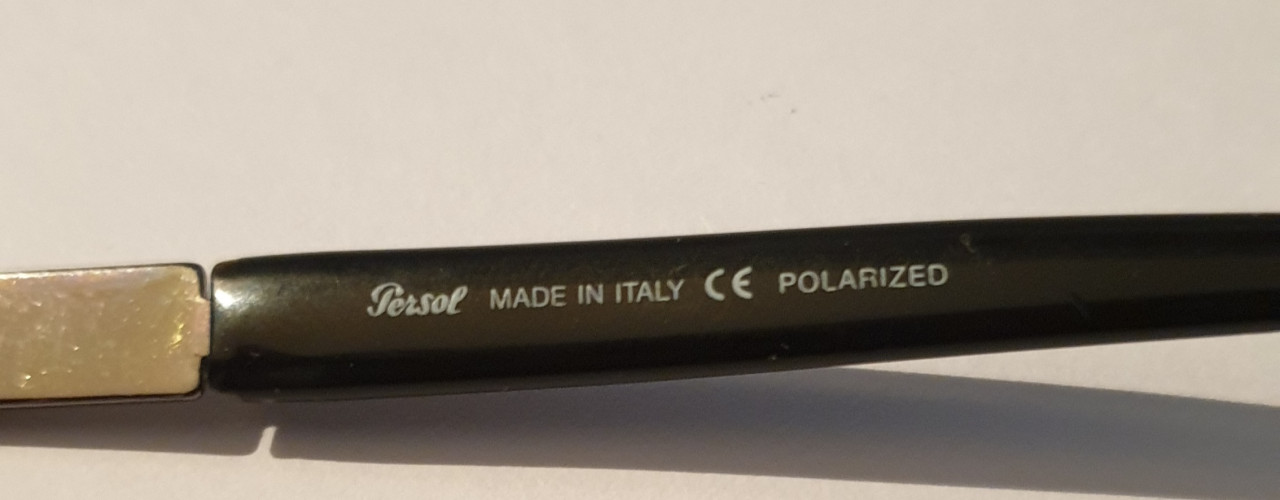 Persol MADE IN ITALY CE POLARIZED